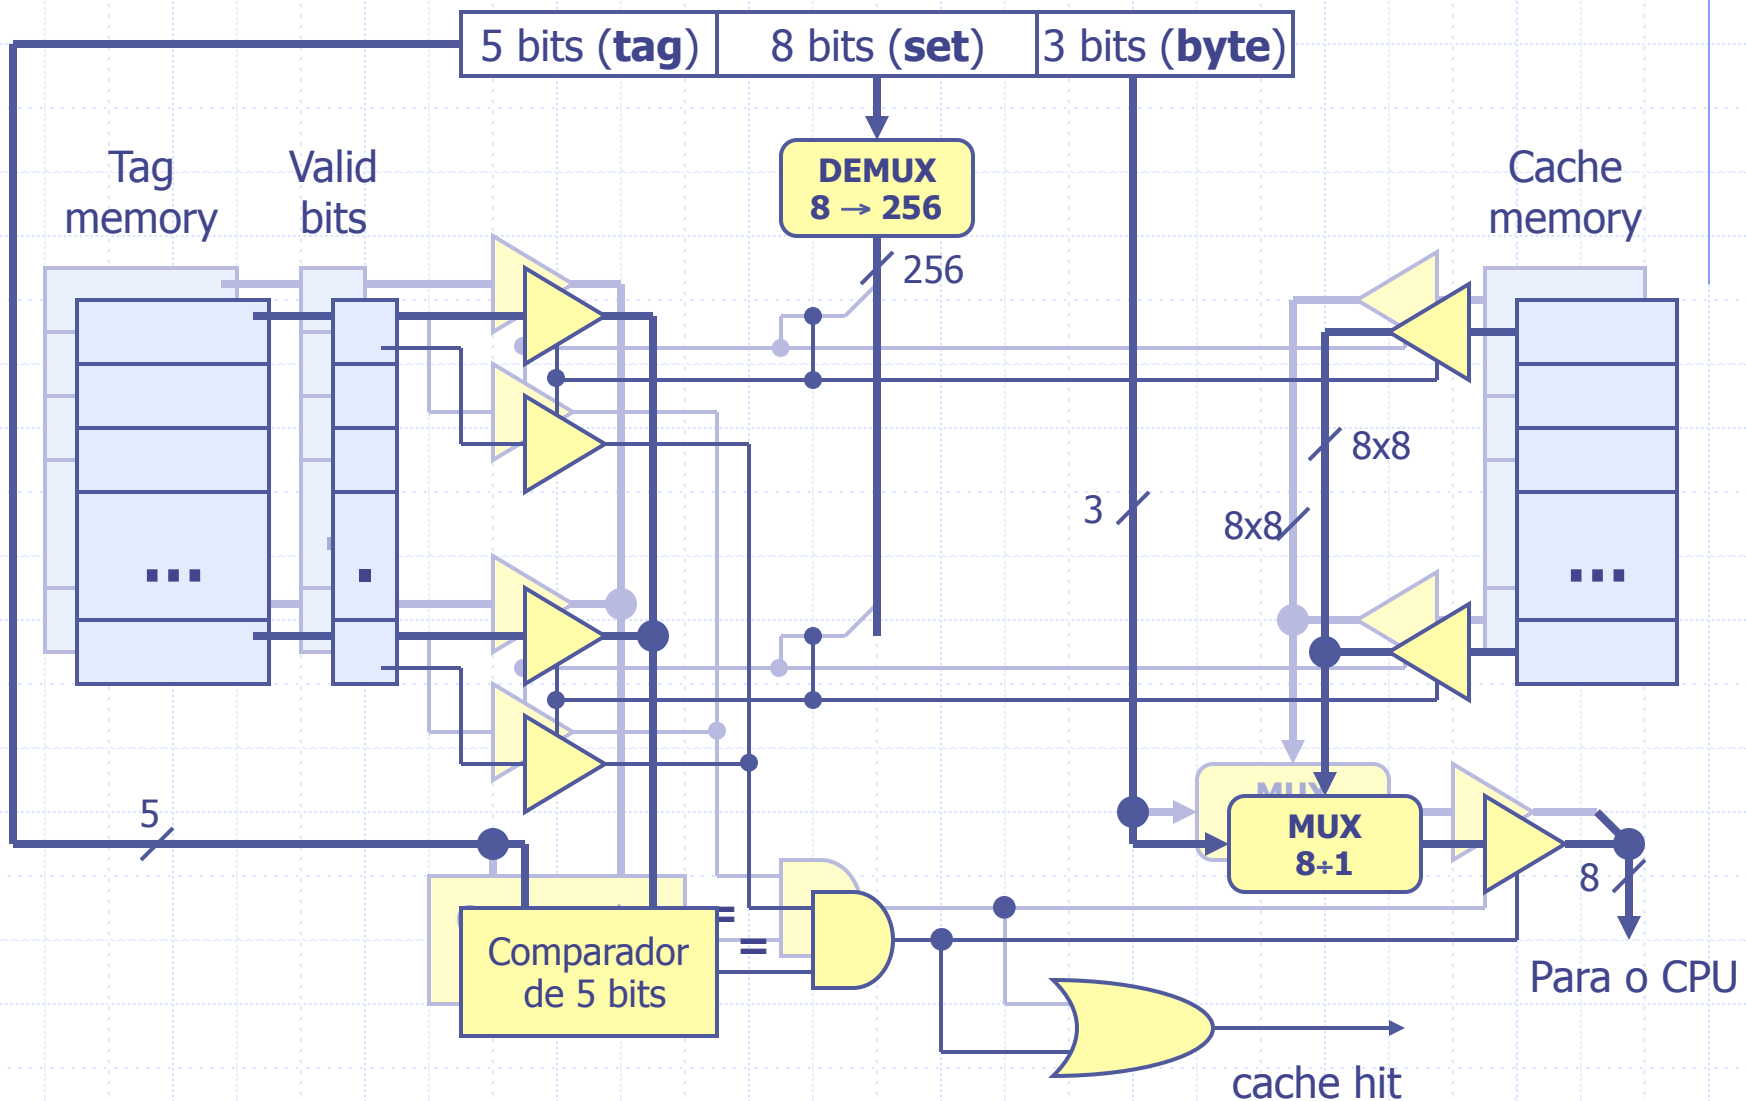 5 bits (tag) 8 bits (set) 3 bits (byte)
Tag
memory
Valid
bits
DEMUX
8 → 256
Cache
memory
256
8x8
3
8x8
...
.
...
5
MUX
MUX
8÷1
8
=
=
Comparador
de 5 bits
Para o CPU
cache hit